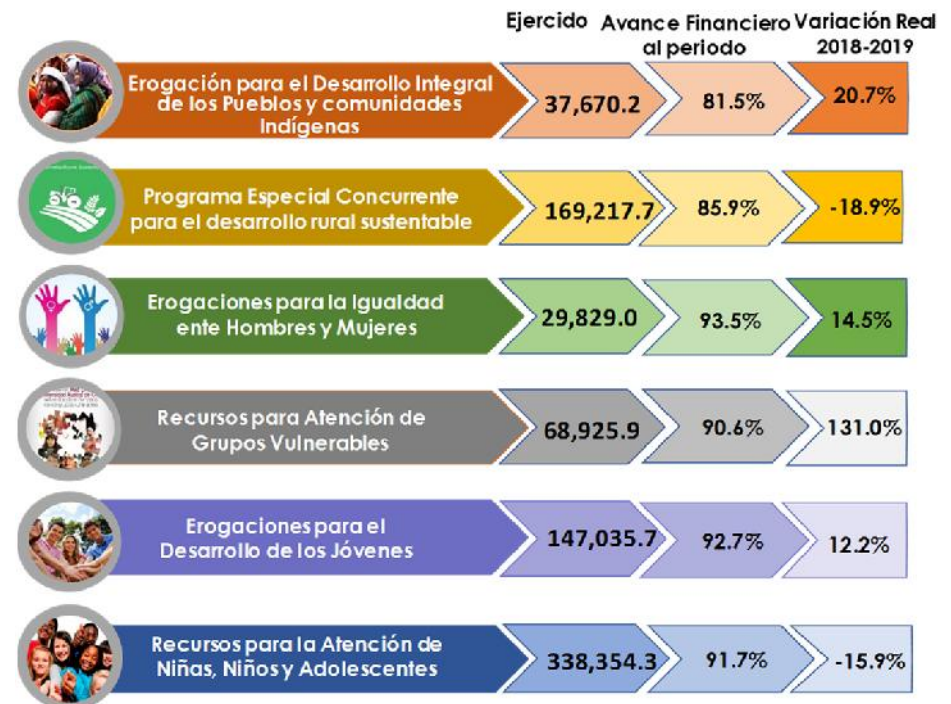 Ejercido
Avance Financiero
al periodo
Variación Real
2018-2019
Erogación para el Desarrollo Integral
de los Pueblos y comunidades
Indígenas
37,670.2
81.5%
20.7%
Programa Especial Concurrente
para el desarrollo rural sustentable
169,217.7
85.9%
-18.9%
Erogaciones para la Igualdad
ente Hombres y Mujeres
29,829.0
93.5%
14.5%
Recursos para Atención de
Grupos Vulnerables
68,925.9
90.6%
131.0%
Erogaciones para el
Desarrollo de los Jóvenes
147,035.7
92.7%
12.2%
Recursos para la Atención de
Niñas, Niños y Adolescentes
338,354.3
91.7%
-15.9%